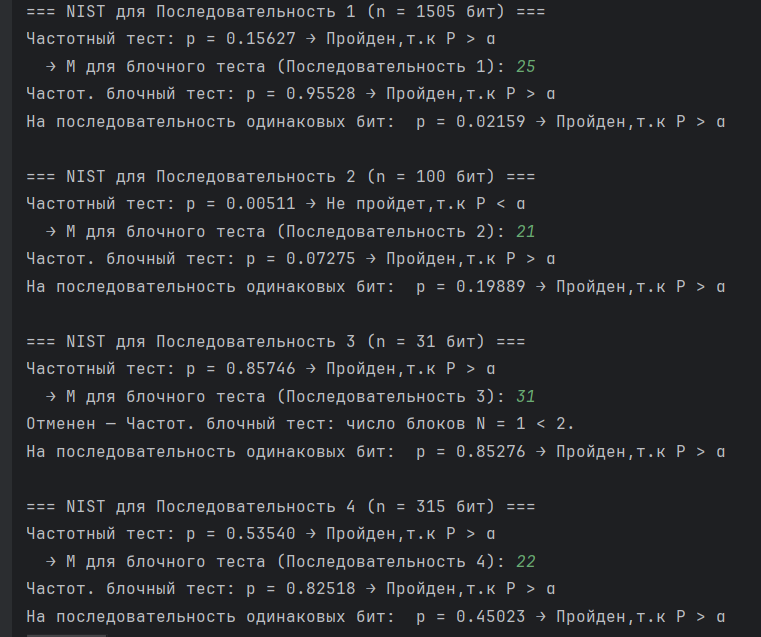 === NIST для Последовательность 1 (n = 1505 бит) ===
Частотный тест: p = 0.15627 → Пройден,т.к P > α
→ M для блочного теста (Последовательность 1): 25
Частот. блочный тест: p = 0.95528 → Пройден,т.к P > α
На последовательность одинаковых бит:  p = 0.02159 → Пройден,т.к P > α
=== NIST для Последовательность 2 (n = 100 бит) ===
Частотный тест: p = 0.00511 → Не пройдет,т.к P < α
→ M для блочного теста (Последовательность 2): 21
Частот. блочный тест: p = 0.07275 → Пройден,т.к P > α
На последовательность одинаковых бит:  p = 0.19889 → Пройден,т.к P > α
=== NIST для Последовательность 3 (n = 31 бит) ===
Частотный тест: p = 0.85746 → Пройден,т.к P > α
→ M для блочного теста (Последовательность 3): 31
Отменен — Частот. блочный тест: число блоков N = 1 < 2.
На последовательность одинаковых бит:  p = 0.85276 → Пройден,т.к P > α
=== NIST для Последовательность 4 (n = 315 бит) ===
Частотный тест: p = 0.53540 → Пройден,т.к P > α
→ M для блочного теста (Последовательность 4): 22
Частот. блочный тест: p = 0.82518 → Пройден,т.к P > α
На последовательность одинаковых бит:  p = 0.45023 → Пройден,т.к P > α